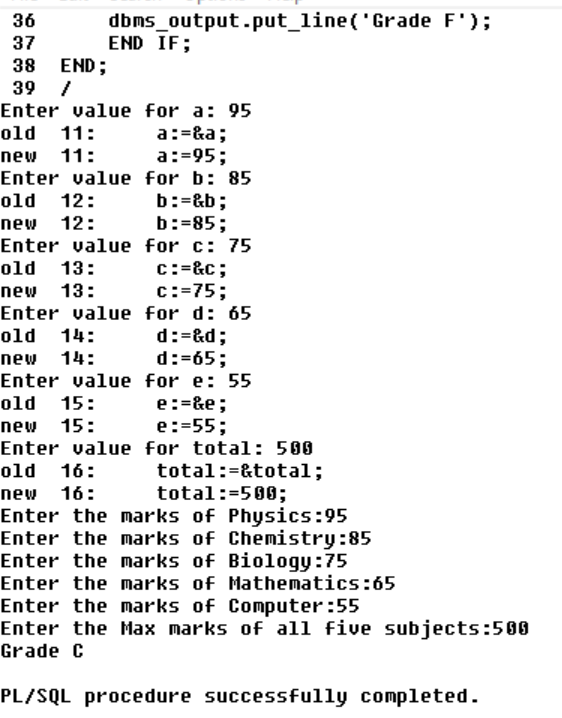 36 dbms_output.put_line('Grade F');
37 END IF;
38 END;
39 /
Enter value for a: 95
old 11: a:=&a;
new 11: a:=95;
Enter value for b: 85
old 12: b:=&b;
new 12: b:=85;
Enter value for c: 75
old 13: c:=&c;
new 13: c:=75;
Enter value for d: 65
old 14: d:=&d;
new 14: d:=65;
Enter value for e: 55
old 15: e:=&e;
new 15: e:=55;
Enter value for total: 500
old 16: total:=&total;
new 16: total:=500;
Enter the marks of Physics:95
Enter the marks of Chemistry:85
Enter the marks of Biology:75
Enter the marks of Mathematics:65
Enter the marks of Computer:55
Enter the Max marks of all five subjects:500
Grade C
PL/SQL procedure successfully completed.